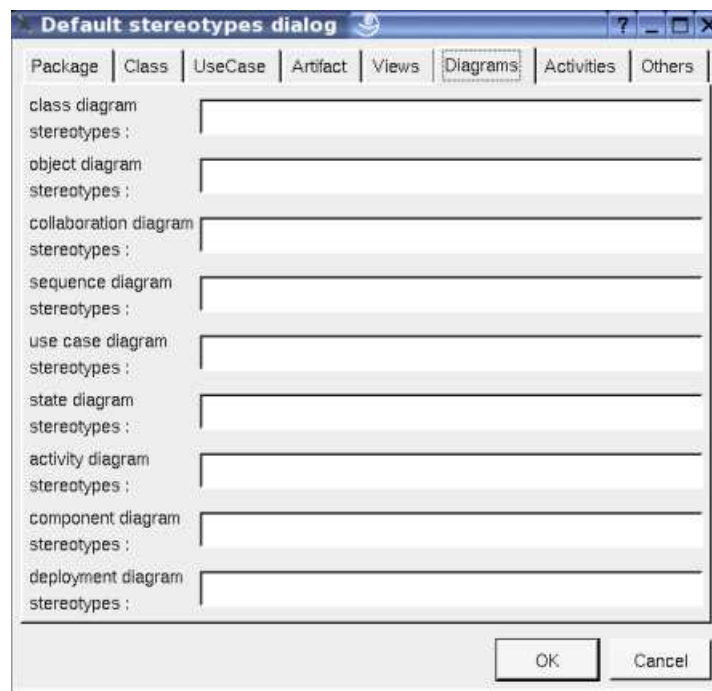 Default stereotypes dialog ? _ X
Package Class UseCase Artifact Views Diagrams Activities Others
class diagram
stereotypes :
object diagram
stereotypes :
collaboration diagram
stereotypes :
sequence diagram
stereotypes :
use case diagram
stereotypes :
state diagram
stereotypes :
activity diagram
stereotypes :
component diagram
stereotypes :
deployment diagram
stereotypes :
OK Cancel